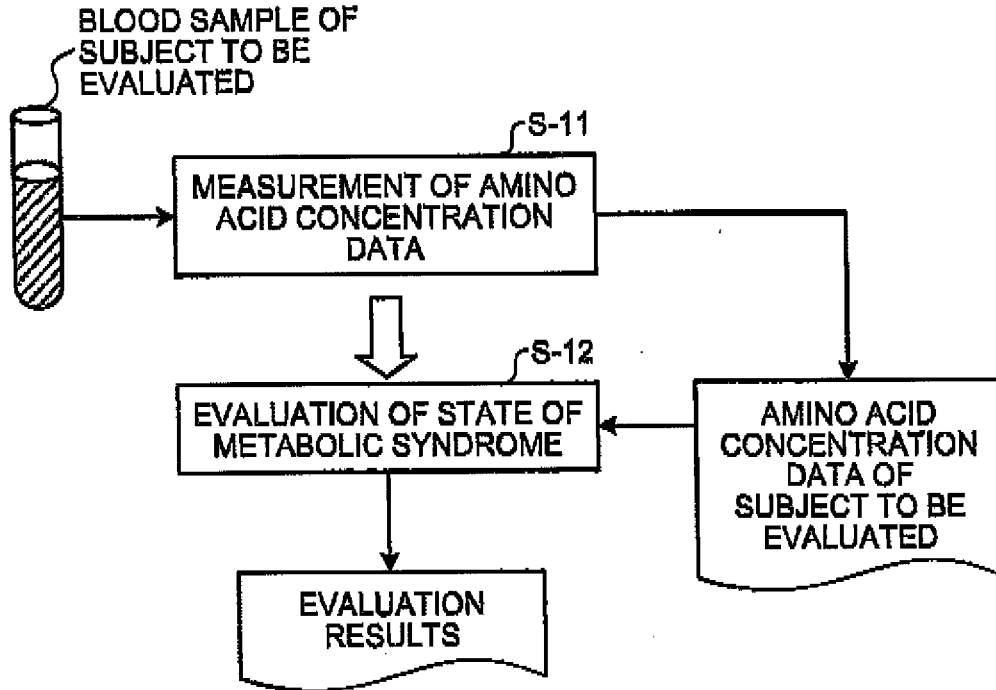 BLOOD SAMPLE OF
SUBJECT TO BE
EVALUATED
S-11
MEASUREMENT OF AMINO
ACID CONCENTRATION
DATA
S-12
EVALUATION OF STATE OF
METABOLIC SYNDROME
AMINO ACID
CONCENTRATION
DATA OF
SUBJECT TO BE
EVALUATED
EVALUATION
RESULTS